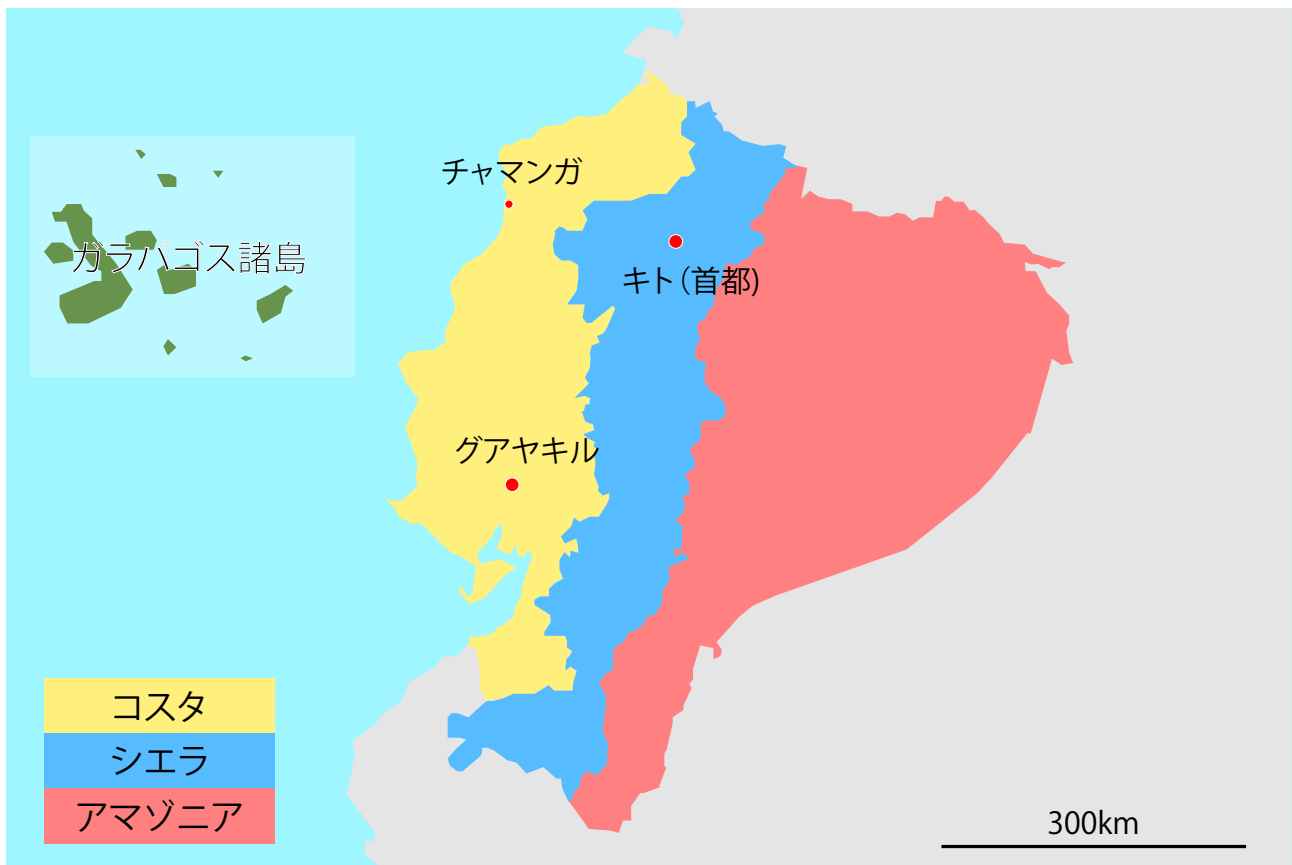 チャマンガ
ガラパゴス諸島
キト(首都)
グアヤキル
コスタ
シエラ
アマゾニア
300km